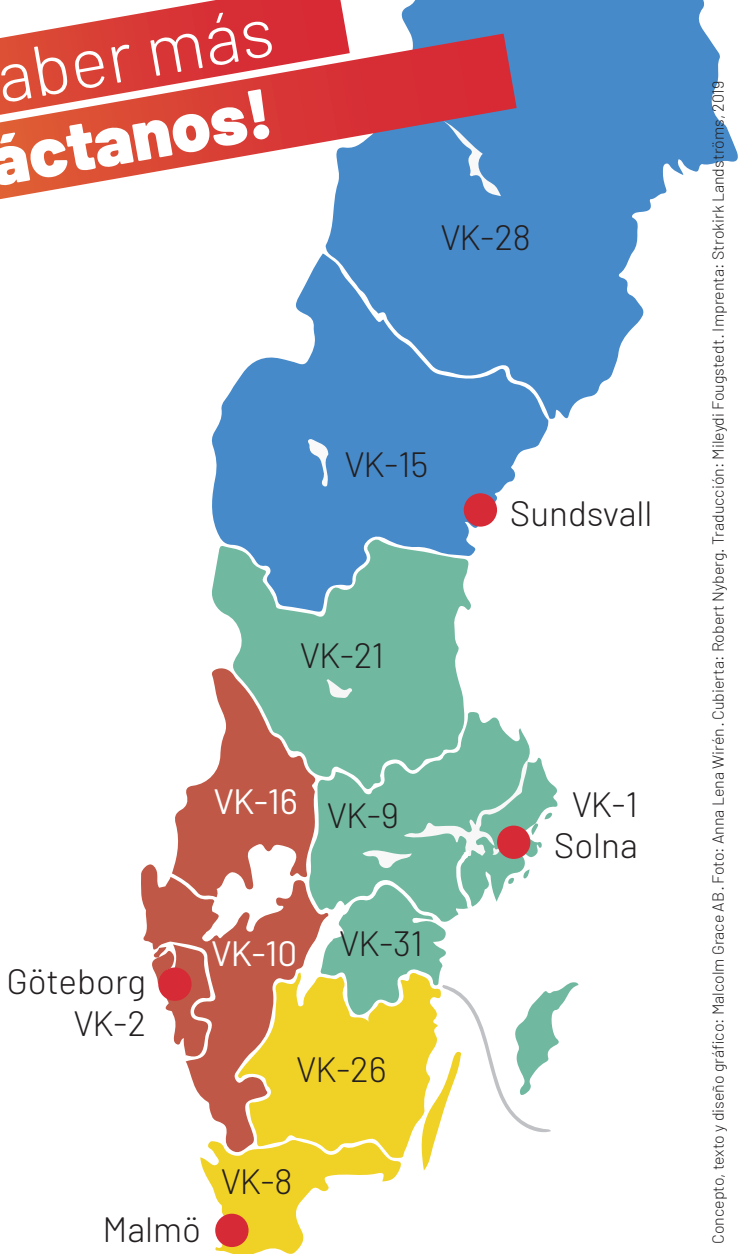 aber más
áctanos!
VK-28
VK-15
Sundsvall
VK-21
VK-16
VK-9
VK-1
Solna
VK-10
VK-31
Göteborg
VK-2
VK-26
VK-8
Malmö
Concepto, texto y diseño gráfico: Malcolm Grace AB. Foto: Anna Lena Wirén. Cubierta: Robert Nyberg. Traducción: Mileydi Fougstedt. Imprenta: Strokirk Landströms, 2019